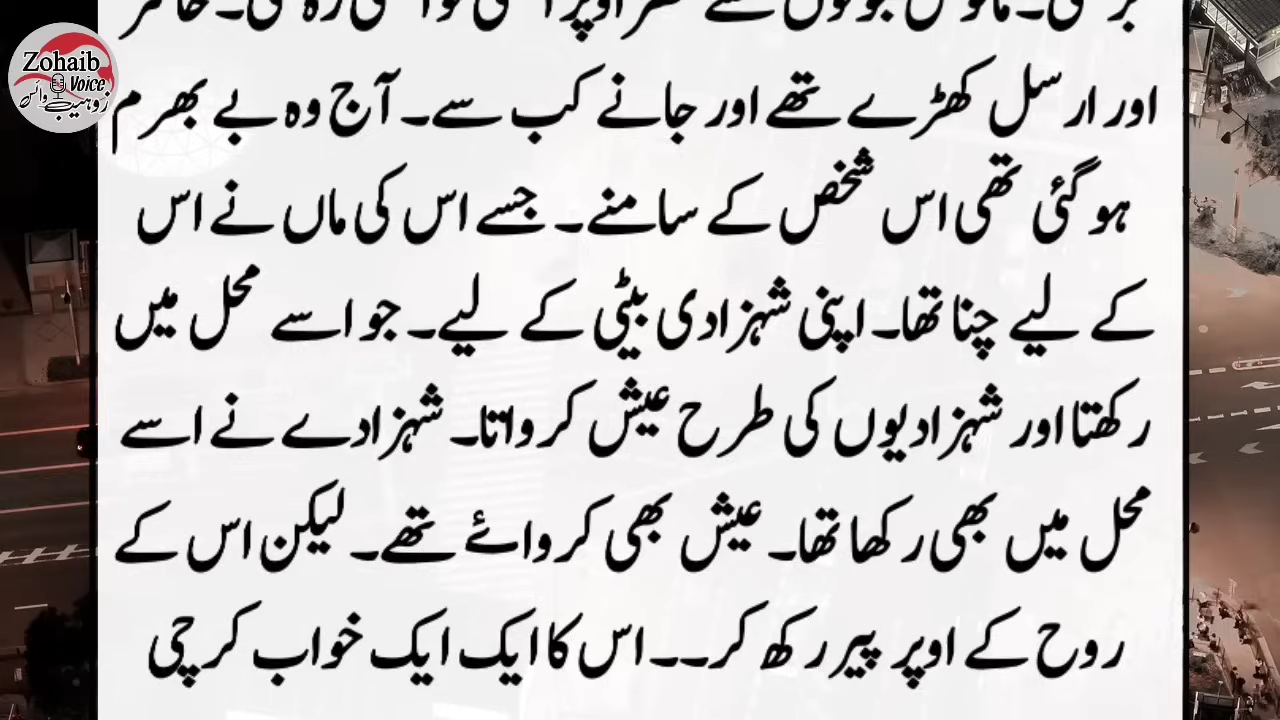 Zohaib
Voice
زوہیب وائس
اور ارسل کھڑے تھے اور جانے کب سے۔ آج وہ بے بھرم
ہو گئی تھی اس شخص کے سامنے۔ جسے اس کی ماں نے اس
کے لیے چنا تھا۔ اپنی شہزادی بیٹی کے لیے۔ جو اسے محل میں
رکھتا اور شہزادیوں کی طرح عیش کرواتا۔ شہزادے نے اسے
محل میں بھی رکھا تھا۔ عیش بھی کروائے تھے۔ لیکن اس کے
روح کے اوپر پیر رکھ کر۔۔ اس کا ایک ایک خواب کرچی